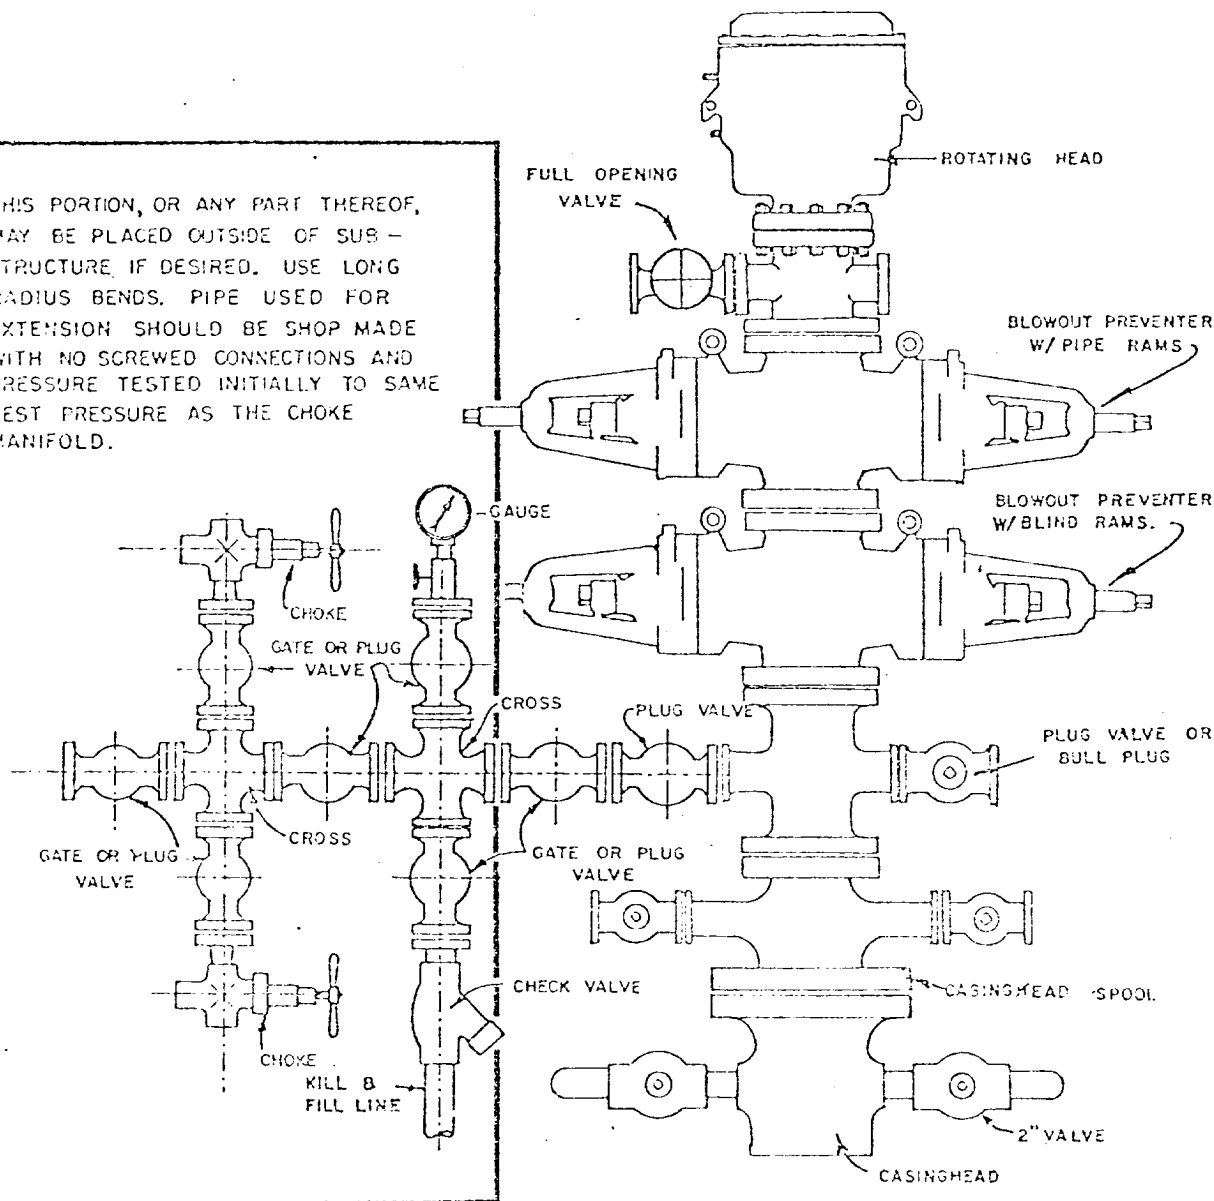 HIS PORTION, OR ANY PART THEREOF,
MAY BE PLACED OUTSIDE OF SUB-
TRUCTURE IF DESIRED. USE LONG
RADIUS BENDS. PIPE USED FOR
EXTENSION SHOULD BE SHOP MADE
WITH NO SCREWED CONNECTIONS AND
PRESSURE TESTED INITIALLY TO SAME
EST PRESSURE AS THE CHOKE
MANIFOLD.
ROTATING HEAD
FULL OPENING
VALVE
BLOWOUT PREVENTER
W/ PIPE RAMS
BLOWOUT PREVENTER
W/BLIND RAMS.
GAUGE
CHOKE
GATE OR PLUG
VALVE
CROSS
PLUG VALVE
PLUG VALVE OR
BULL PLUG
CROSS
GATE OR PLUG
VALVE
GATE OR PLUG
VALVE
CHECK VALVE
CASINGHEAD SPOOL
CHOKE
KILL &
FILL LINE
2" VALVE
CASINGHEAD